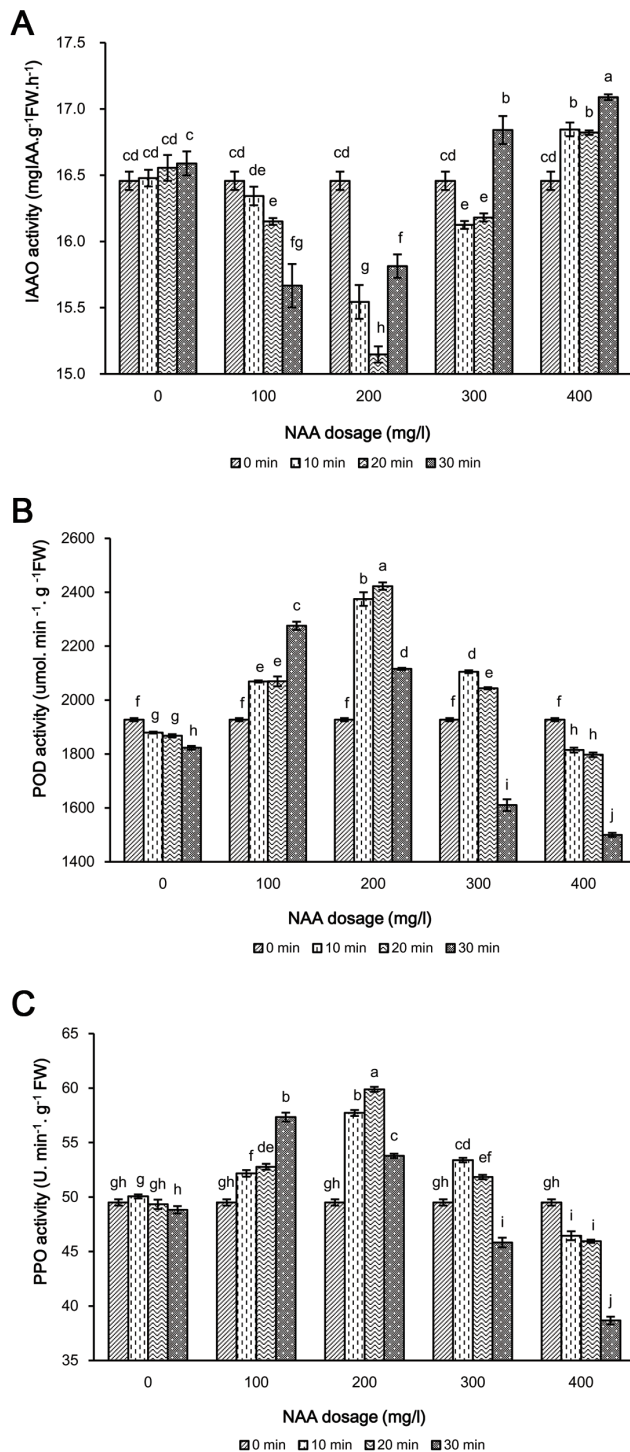 A
IAAO activity (mgIAA.g-1FW.h-1)
17.5
17.0
16.5
16.0
15.5
15.0
cd cd cd c
cd de e fg
cd g h f
cd e e b
cd b b a
0 100 200 300 400
NAA dosage (mg/l)
0 min 10 min 20 min 30 min
B
POD activity (umol. min -1. g -1FW)
2600
2400
2200
2000
1800
1600
1400
f g g h
f e e c
f b a d
f d e i
f h h j
0 100 200 300 400
NAA dosage (mg/l)
0 min 10 min 20 min 30 min
C
PPO activity (U. min-1. g-1 FW)
65
60
55
50
45
40
35
gh g gh h
gh f de b
gh b a c
gh cd ef i
gh i i j
0 100 200 300 400
NAA dosage (mg/l)
0 min 10 min 20 min 30 min